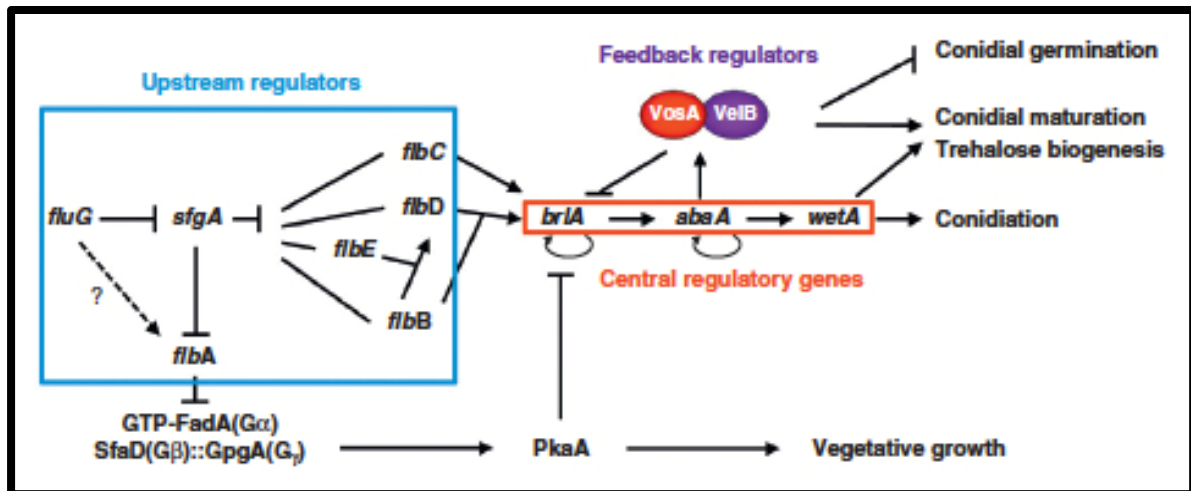 Feedback regulators
Conidial germination
Upstream regulators
VosA VelB
Conidial maturation
Trehalose biogenesis
flbC
fluG sfgA flbD brlA abaA wetA Conidiation
flbE
Central regulatory genes
?
flbB
flbA
GTP-FadA(Gα)
SfaD(Gβ)::GpgA(Gγ) PkaA Vegetative growth